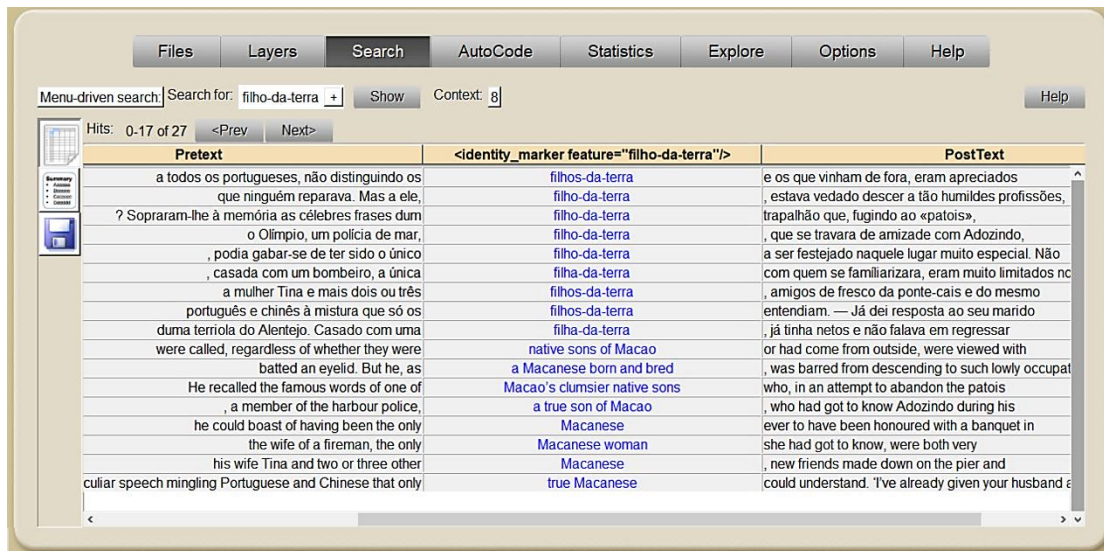 Files Layers Search AutoCode Statistics Explore Options Help
Menu-driven search: Search for: filho-da-terra + Show Context: 8 Help
Hits: 0-17 of 27 <Prev Next>
Pretext <identity_marker feature="filho-da-terra"/> PostText
a todos os portugueses, não distinguindo os filhos-da-terra e os que vinham de fora, eram apreciados
que ninguém reparava. Mas a ele, filho-da-terra , estava vedado descer a tão humildes profissões,
? Sopraram-lhe à memória as célebres frases dum filho-da-terra trapalhão que, fugindo ao «patois»,
o Olímpio, um polícia de mar, filho-da-terra , que se travara de amizade com Adozindo,
, podia gabar-se de ter sido o único filho-da-terra a ser festejado naquele lugar muito especial. Não
, casada com um bombeiro, a única filha-da-terra com quem se famíliarizara, eram muito limitados
a mulher Tina e mais dois ou três filhos-da-terra , amigos de fresco da ponte-cais e do mesmo
português e chinês à mistura que só os filhos-da-terra entendiam. — Já dei resposta ao seu marido
duma terriola do Alentejo. Casado com uma filha-da-terra , já tinha netos e não falava em regressar
were called, regardless of whether they were native sons of Macao or had come from outside, were viewed with
batted an eyelid. But he, as a Macanese born and bred , was barred from descending to such lowly occupat
He recalled the famous words of one of Macao's clumsier native sons who, in an attempt to abandon the patois
, a member of the harbour police, a true son of Macao , who had got to know Adozindo during his
he could boast of having been the only Macanese ever to have been honoured with a banquet in
the wife of a fireman, the only Macanese woman she had got to know, were both very
his wife Tina and two or three other Macanese , new friends made down on the pier and
culiar speech mingling Portuguese and Chinese that only true Macanese could understand. 'I've already given your husband
Summary